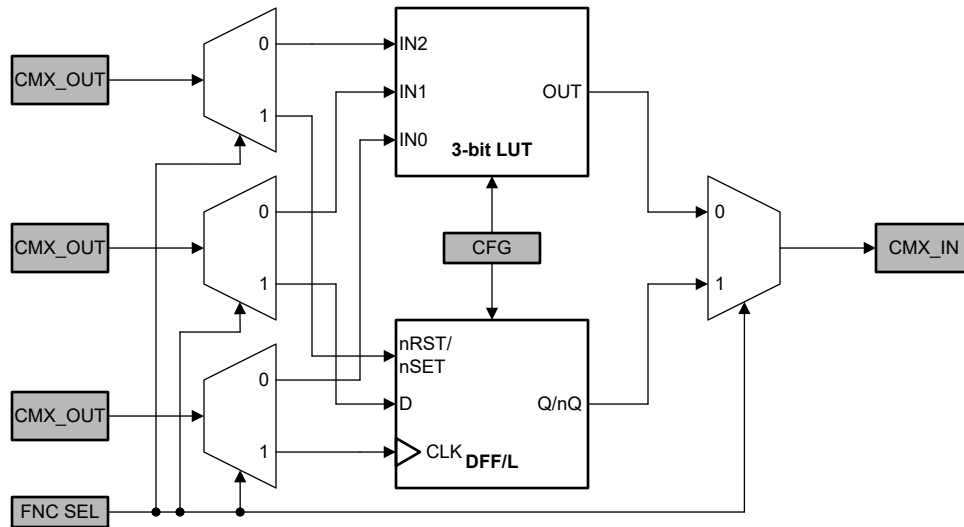 CMX_OUT
0
1
IN2
IN1
IN0
OUT
3-bit LUT
CMX_OUT
0
1
CFG
0
1
CMX_IN
CMX_OUT
0
1
nRST/
nSET
D
CLK
Q/nQ
DFF/L
FNC SEL